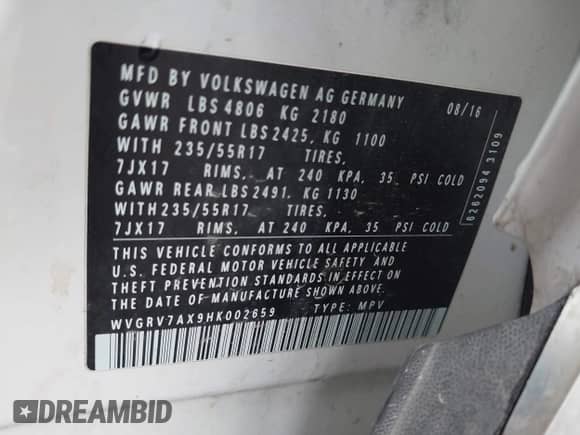 MFD BY VOLKSWAGEN AG GERMANY
08/16
GVWR LBS 4806 KG 2180
GAWR FRONT LBS 2425, KG 1100
WITH 235/55R17 TIRES,
7JX17 RIMS, AT 240 KPA, 35 PSI COLD
GAWR REAR LBS 2491, KG 1130
WITH 235/55R17 TIRES,
7JX17 RIMS, AT 240 KPA, 35 PSI COLD
THIS VEHICLE CONFORMS TO ALL APPLICABLE
U.S. FEDERAL MOTOR VEHICLE SAFETY AND
THEFT PREVENTION STANDARDS IN EFFECT ON
THE DATE OF MANUFACTURE SHOWN ABOVE
WVGRV7AX9HK002659 TYPE: MPV
6262094 3109
DREAMBID